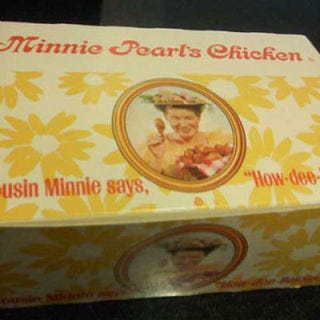 Minnie Pearl's Chicken
ousin Minnie says, "How-dee-
ousin Minnie says